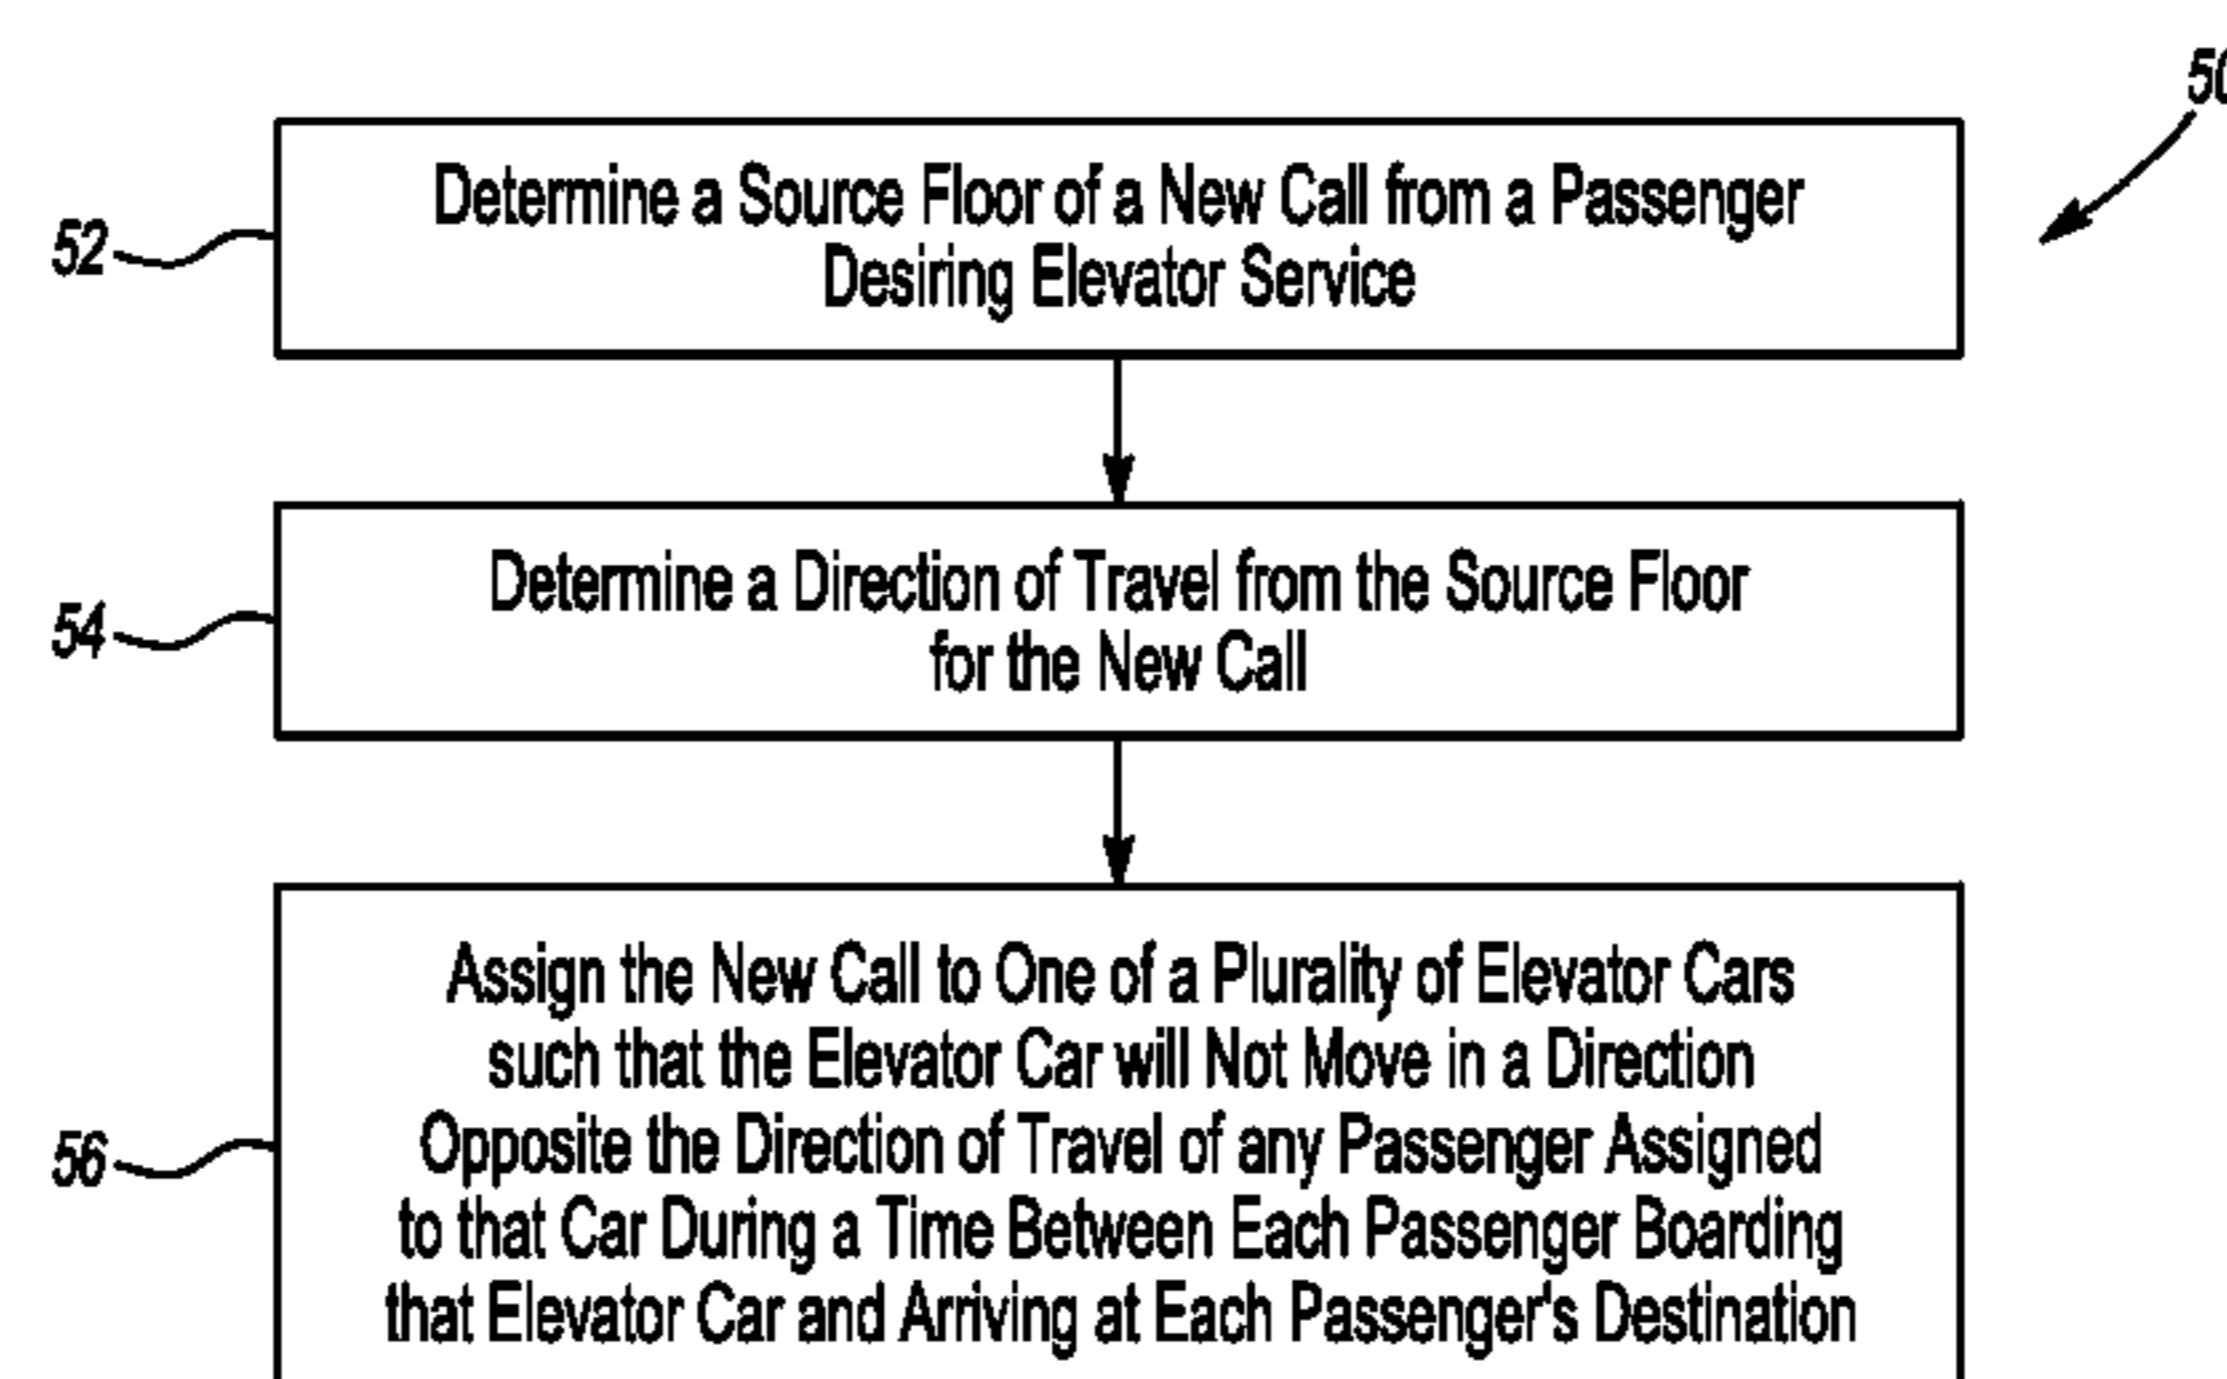 50
52
Determine a Source Floor of a New Call from a Passenger
Desiring Elevator Service
54
Determine a Direction of Travel from the Source Floor
for the New Call
56
Assign the New Call to One of a Plurality of Elevator Cars
such that the Elevator Car will Not Move in a Direction
Opposite the Direction of Travel of any Passenger Assigned
to that Car During a Time Between Each Passenger Boarding
that Elevator Car and Arriving at Each Passenger's Destination